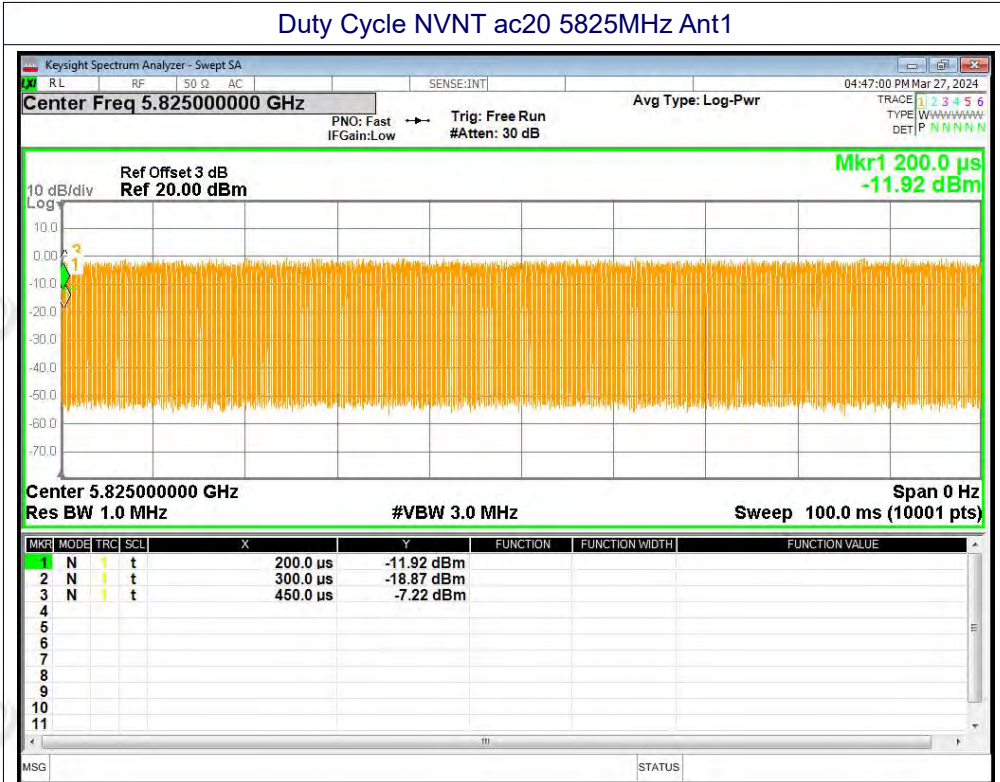 Duty Cycle NVNT ac20 5825MHz Ant1
Keysight Spectrum Analyzer - Swept SA
LXI RL RF 50 Ω AC SENSE:INT 04:47:00 PM Mar 27, 2024
Center Freq 5.825000000 GHz Avg Type: Log-Pwr TRACE 1 2 3 4 5 6
PNO: Fast Trig: Free Run TYPE WWWWWWW
IFGain:Low #Atten: 30 dB DET P N N N N N
Mkr1 200.0 µs
Ref Offset 3 dB
10 dB/div Ref 20.00 dBm -11.92 dBm
Log
10.0
0.00
3
1
-10.0
-20.0
-30.0
-40.0
-50.0
-60.0
-70.0
Center 5.825000000 GHz Span 0 Hz
Res BW 1.0 MHz #VBW 3.0 MHz Sweep 100.0 ms (10001 pts)
MKR MODE TRC SCL X Y FUNCTION FUNCTION WIDTH FUNCTION VALUE
1 N 1 t 200.0 µs -11.92 dBm
2 N 1 t 300.0 µs -18.87 dBm
3 N 1 t 450.0 µs -7.22 dBm
4
5
6
7
8
9
10
11
MSG STATUS